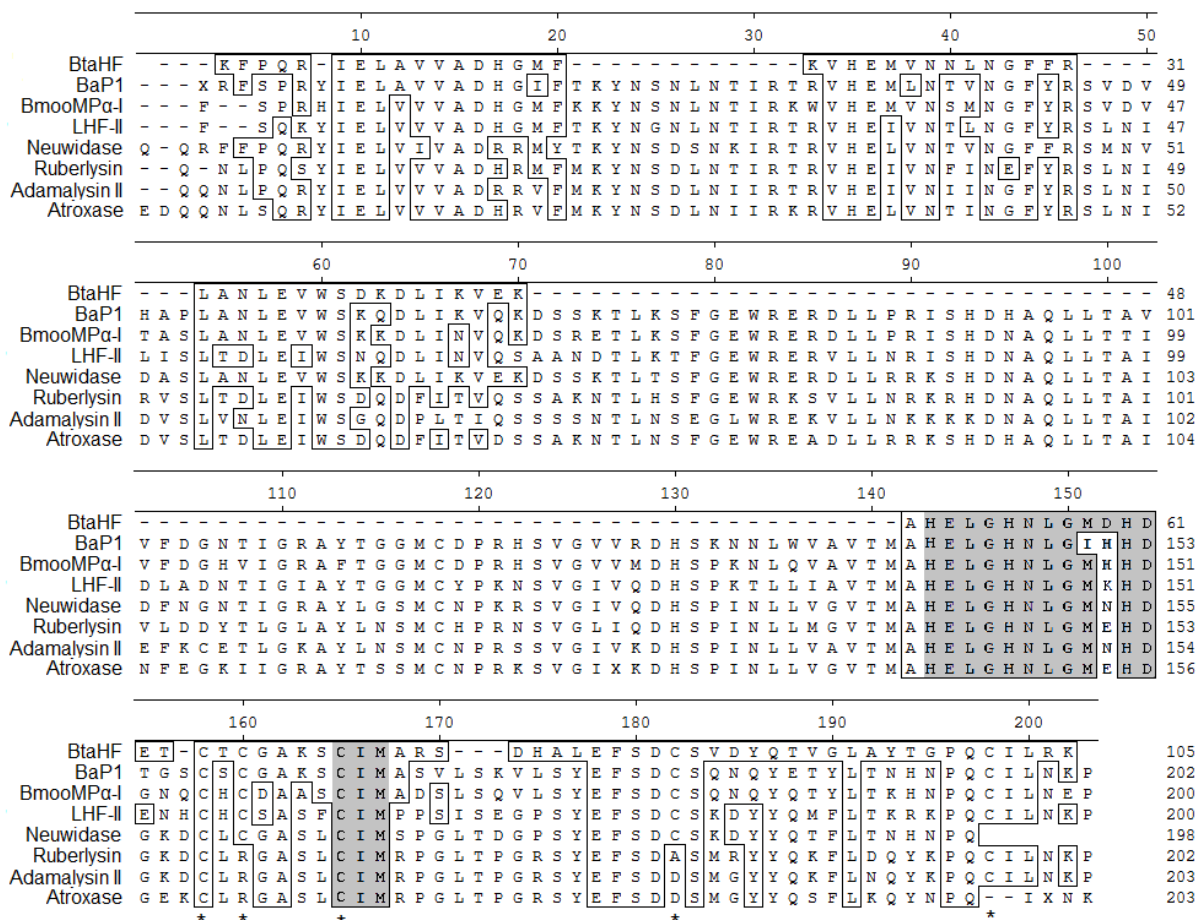 10 20 30 40 50
BtaHF - - - - K F P Q R - I E L A V V A D H G M F - - - - - - - - - - - - K V H E M V N N L N G F F R - - - - 31
BaP1 - - - X R F S P R Y I E L A V V A D H G I F T K Y N S N L N T I R T R V H E M L N T V N G F Y R S V D V 49
BmooMPα-I - - - F - - S P R H I E L V V V A D H G M F K K Y N S N L N T I R K W V H E M V N S M N G F Y R S V D V 47
LHF-II - - - F - - S Q K Y I E L V V V A D H G M F T K Y N G N L N T I R T R V H E I V N T L N G F Y R S L N I 47
Neuwidase Q - Q R F F P Q R Y I E L V I V A D R R M Y T K Y N S D S N K I R T R V H E L V N T V N G F F R S M N V 51
Ruberlysin - - Q - N L P Q S Y I E L V V V A D H R M F M K Y N S D L N I I R T R V H E I V N F I N E F Y R S L N I 49
Adamalysin II - - Q Q N L P Q R Y I E L V V V A D R R V F M K Y N S D L N I I R T R V H E I V N I I N G F Y R S L N I 50
Atroxase E D Q Q N L S Q R Y I E L V V V A D H R V F M K Y N S D L N I I R K R V H E L V N T I N G F Y R S L N I 52
60 70 80 90 100
BtaHF - - - L A N L E V W S D K D L I K V E K - - - - - - - - - - - - - - - - - - - - - - - - - - - - - - - - 48
BaP1 H A P L A N L E V W S K Q D L I K V Q K D S S K T L K S F G E W R E R D L L P R I S H D H A Q L L T A V 101
BmooMPα-I T A S L A N L E V W S K K D L I N V Q K D S R E T L K S F G E W R E R D L L P R I S H D N A Q L L T T I 99
LHF-II L I S L T D L E I W S N Q D L I N V Q S A A N D T L K T F G E W R E R V L L N R I S H D N A Q L L T A I 99
Neuwidase D A S L A N L E V W S K K D L I K V E K D S S K T L T S F G E W R E R D L L R R K S H D N A Q L L T A I 103
Ruberlysin R V S L T D L E I W S D Q D F I T V Q S S A K N T L H S F G E W R K S V L L N R K R H D N A Q L L T A I 101
Adamalysin II D V S L V N L E I W S G Q D P L T I Q S S S S N T L N S E G L W R E K V L L N K K K K D N A Q L L T A I 102
Atroxase D V S L T D L E I W S D Q D F I T V D S S A K N T L N S F G E W R E A D L L R R K S H D H A Q L L T A I 104
110 120 130 140 150
BtaHF - - - - - - - - - - - - - - - - - - - - - - - - - - - - - - - - - - - - - - - A H E L G H N L G M D H D 61
BaP1 V F D G N T I G R A Y T G G M C D P R H S V G V V R D H S K N N L W V A V T M A H E L G H N L G I H H D 153
BmooMPα-I V F D G H V I G R A F T G G M C D P R H S V G V V M D H S P K N L Q V A V T M A H E L G H N L G M H H D 151
LHF-II D L A D N T I G I A Y T G G M C Y P K N S V G I V Q D H S P K T L L I A V T M A H E L G H N L G M K H D 151
Neuwidase D F N G N T I G R A Y L G S M C N P K R S V G I V Q D H S P I N L L V G V T M A H E L G H N L G M N H D 155
Ruberlysin V L D D Y T L G L A Y L N S M C H P R N S V G L I Q D H S P I N L L M G V T M A H E L G H N L G M E H D 153
Adamalysin II E F K C E T L G K A Y L N S M C N P R S S V G I V K D H S P I N L L V A V T M A H E L G H N L G M N H D 154
Atroxase N F E G K I I G R A Y T S S M C N P R K S V G I X K D H S P I N L L V G V T M A H E L G H N L G M E H D 156
160 170 180 190 200
BtaHF E T - C T C G A K S C I M A R S - - - D H A L E F S D C S V D Y Q T V G L A Y T G P Q C I L R K 105
BaP1 T G S C S C G A K S C I M A S V L S K V L S Y E F S D C S Q N Q Y E T Y L T N H N P Q C I L N K P 202
BmooMPα-I G N Q C H C D A A S C I M A D S L S Q V L S Y E F S D C S Q N Q Y Q T Y L T K H N P Q C I L N E P 200
LHF-II E N H C H C S A S F C I M P P S I S E G P S Y E F S D C S K D Y Y Q M F L T K R K P Q C I L N K P 200
Neuwidase G K D C L C G A S L C I M S P G L T D G P S Y E F S D C S K D Y Y Q T F L T N H N P Q 198
Ruberlysin G K D C L R G A S L C I M R P G L T P G R S Y E F S D A S M R Y Y Q K F L D Q Y K P Q C I L N K P 202
Adamalysin II G K D C L R G A S L C I M R P G L T P G R S Y E F S D D S M G Y Y Q K F L N Q Y K P Q C I L N K P 203
Atroxase G E K C L R G A S L C I M R P G L T P G R S Y E F S D D S M G Y Y Q S F L K Q Y N P Q - - I X N K 203
* * * * *